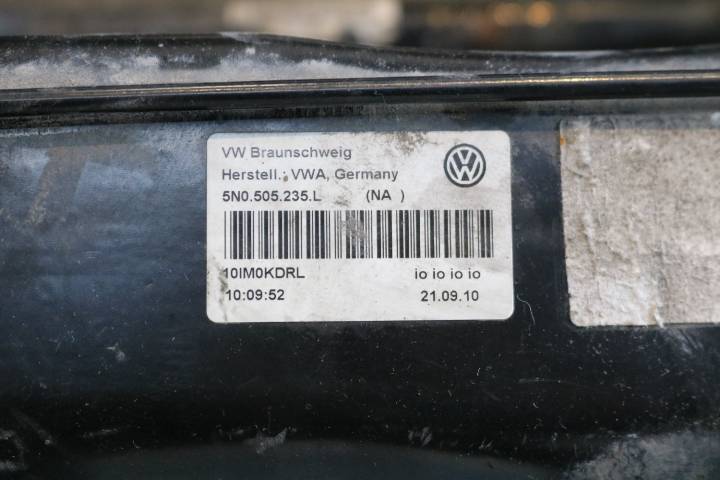 VW Braunschweig
Herstell.: VWA, Germany
5N0.505.235.L (NA )
10IM0KDRL io io io io
10:09:52 21.09.10